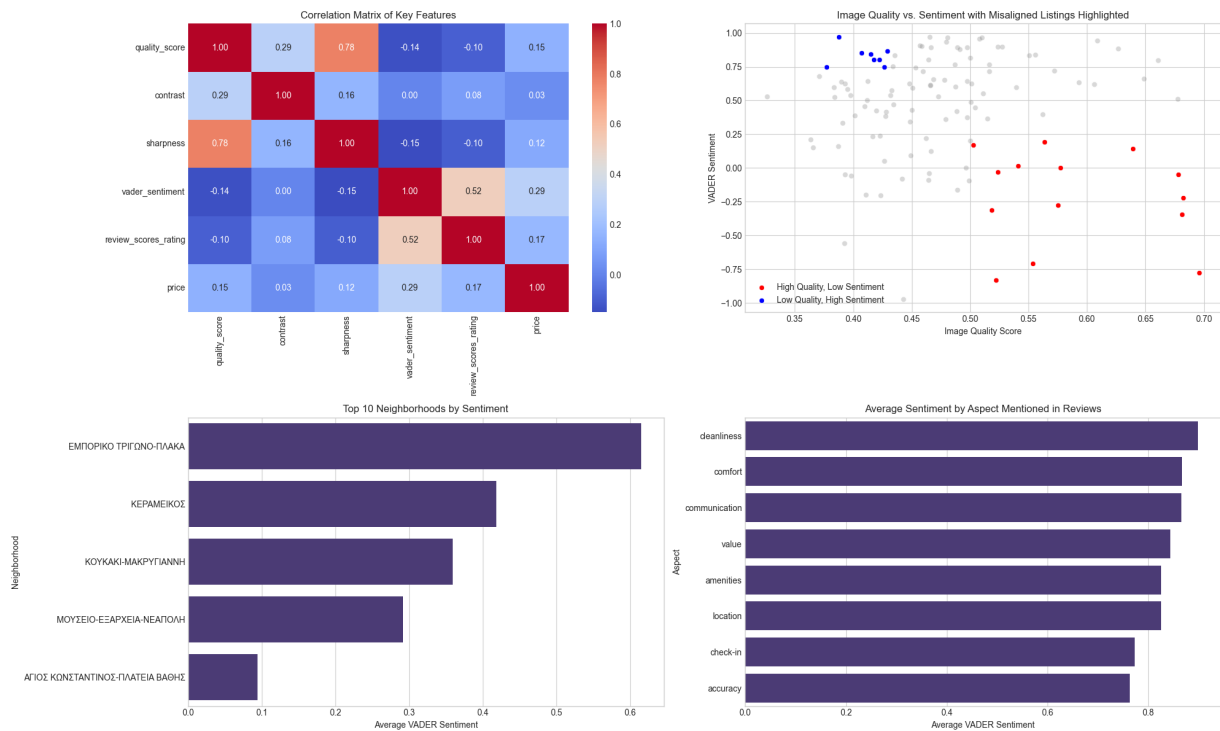 Correlation Matrix of Key Features
quality_score
contrast
sharpness
vader_sentiment
review_scores_rating
price
1.00 0.29 0.78 -0.14 -0.10 0.15
0.29 1.00 0.16 0.00 0.08 0.03
0.78 0.16 1.00 -0.15 -0.10 0.12
-0.14 0.00 -0.15 1.00 0.52 0.29
-0.10 0.08 -0.10 0.52 1.00 0.17
0.15 0.03 0.12 0.29 0.17 1.00
quality_score
contrast
sharpness
vader_sentiment
review_scores_rating
price
1.0
0.8
0.6
0.4
0.2
0.0
Image Quality vs. Sentiment with Misaligned Listings Highlighted
VADER Sentiment
1.00
0.75
0.50
0.25
0.00
−0.25
−0.50
−0.75
−1.00
High Quality, Low Sentiment
Low Quality, High Sentiment
0.35 0.40 0.45 0.50 0.55 0.60 0.65 0.70
Image Quality Score
Top 10 Neighborhoods by Sentiment
Neighborhood
ΕΜΠΟΡΙΚΟ ΤΡΙΓΩΝΟ-ΠΛΑΚΑ
ΚΕΡΑΜΕΙΚΟΣ
ΚΟΥΚΑΚΙ-ΜΑΚΡΥΓΙΑΝΝΗ
ΜΟΥΣΕΙΟ-ΕΞΑΡΧΕΙΑ-ΝΕΑΠΟΛΗ
ΑΓΙΟΣ ΚΩΝΣΤΑΝΤΙΝΟΣ-ΠΛΑΤΕΙΑ ΒΑΘΗΣ
0.0 0.1 0.2 0.3 0.4 0.5 0.6
Average VADER Sentiment
Average Sentiment by Aspect Mentioned in Reviews
Aspect
cleanliness
comfort
communication
value
amenities
location
check-in
accuracy
0.0 0.2 0.4 0.6 0.8
Average VADER Sentiment